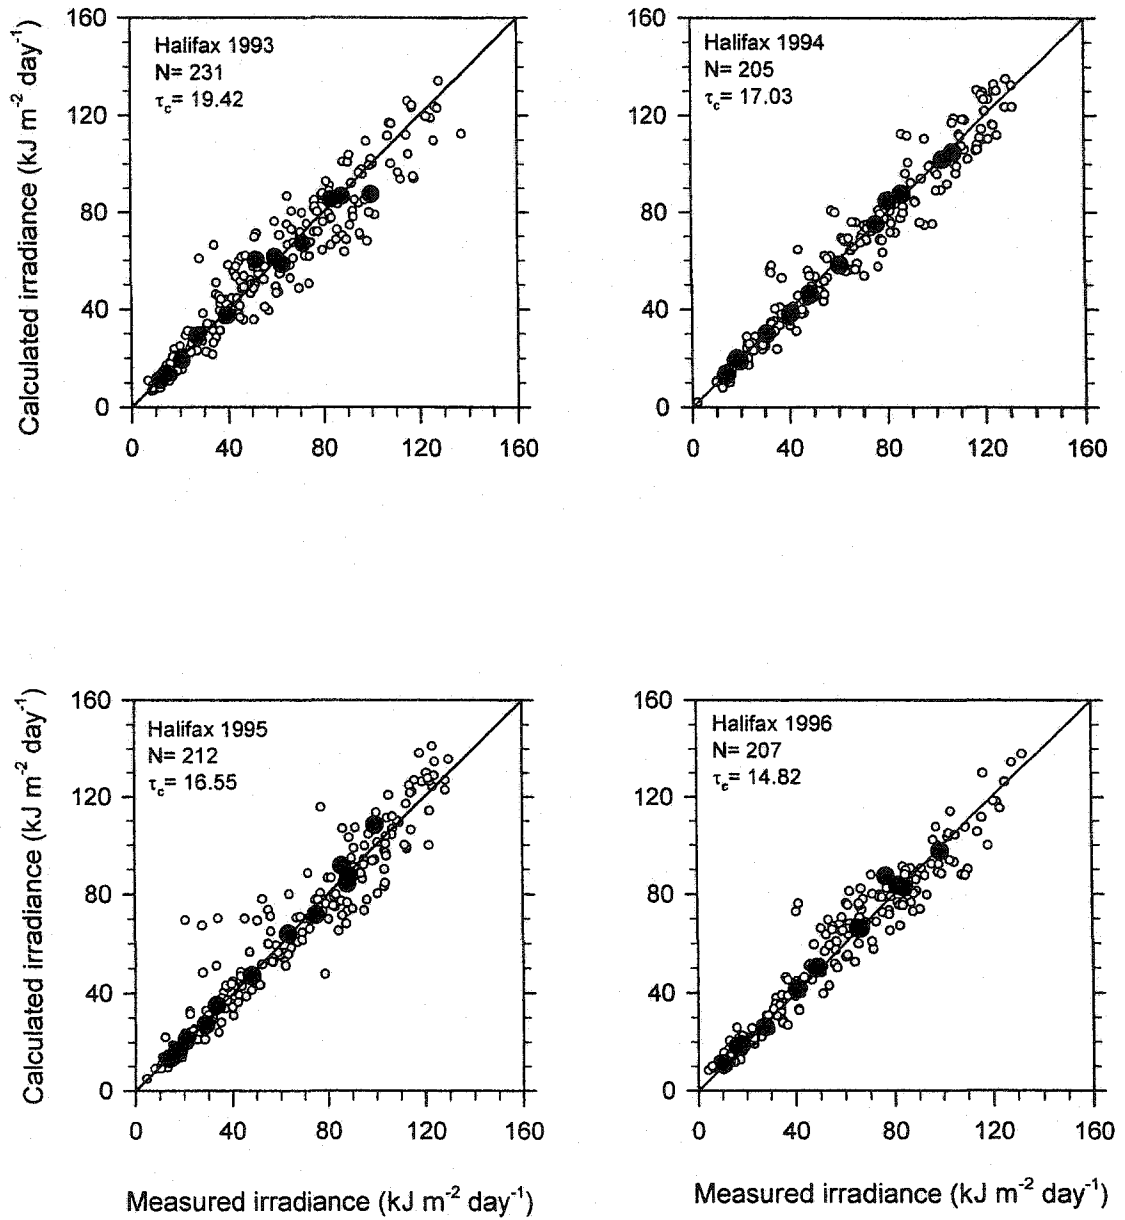 Calculated irradiance (kJ m⁻² day⁻¹)
160
120
80
40
0
Halifax 1993
N= 231
τc= 19.42
0 40 80 120 160
160
120
80
40
0
Halifax 1994
N= 205
τc= 17.03
0 40 80 120 160
Calculated irradiance (kJ m⁻² day⁻¹)
160
120
80
40
0
Halifax 1995
N= 212
τc= 16.55
0 40 80 120 160
Measured irradiance (kJ m⁻² day⁻¹)
160
120
80
40
0
Halifax 1996
N= 207
τc= 14.82
0 40 80 120 160
Measured irradiance (kJ m⁻² day⁻¹)